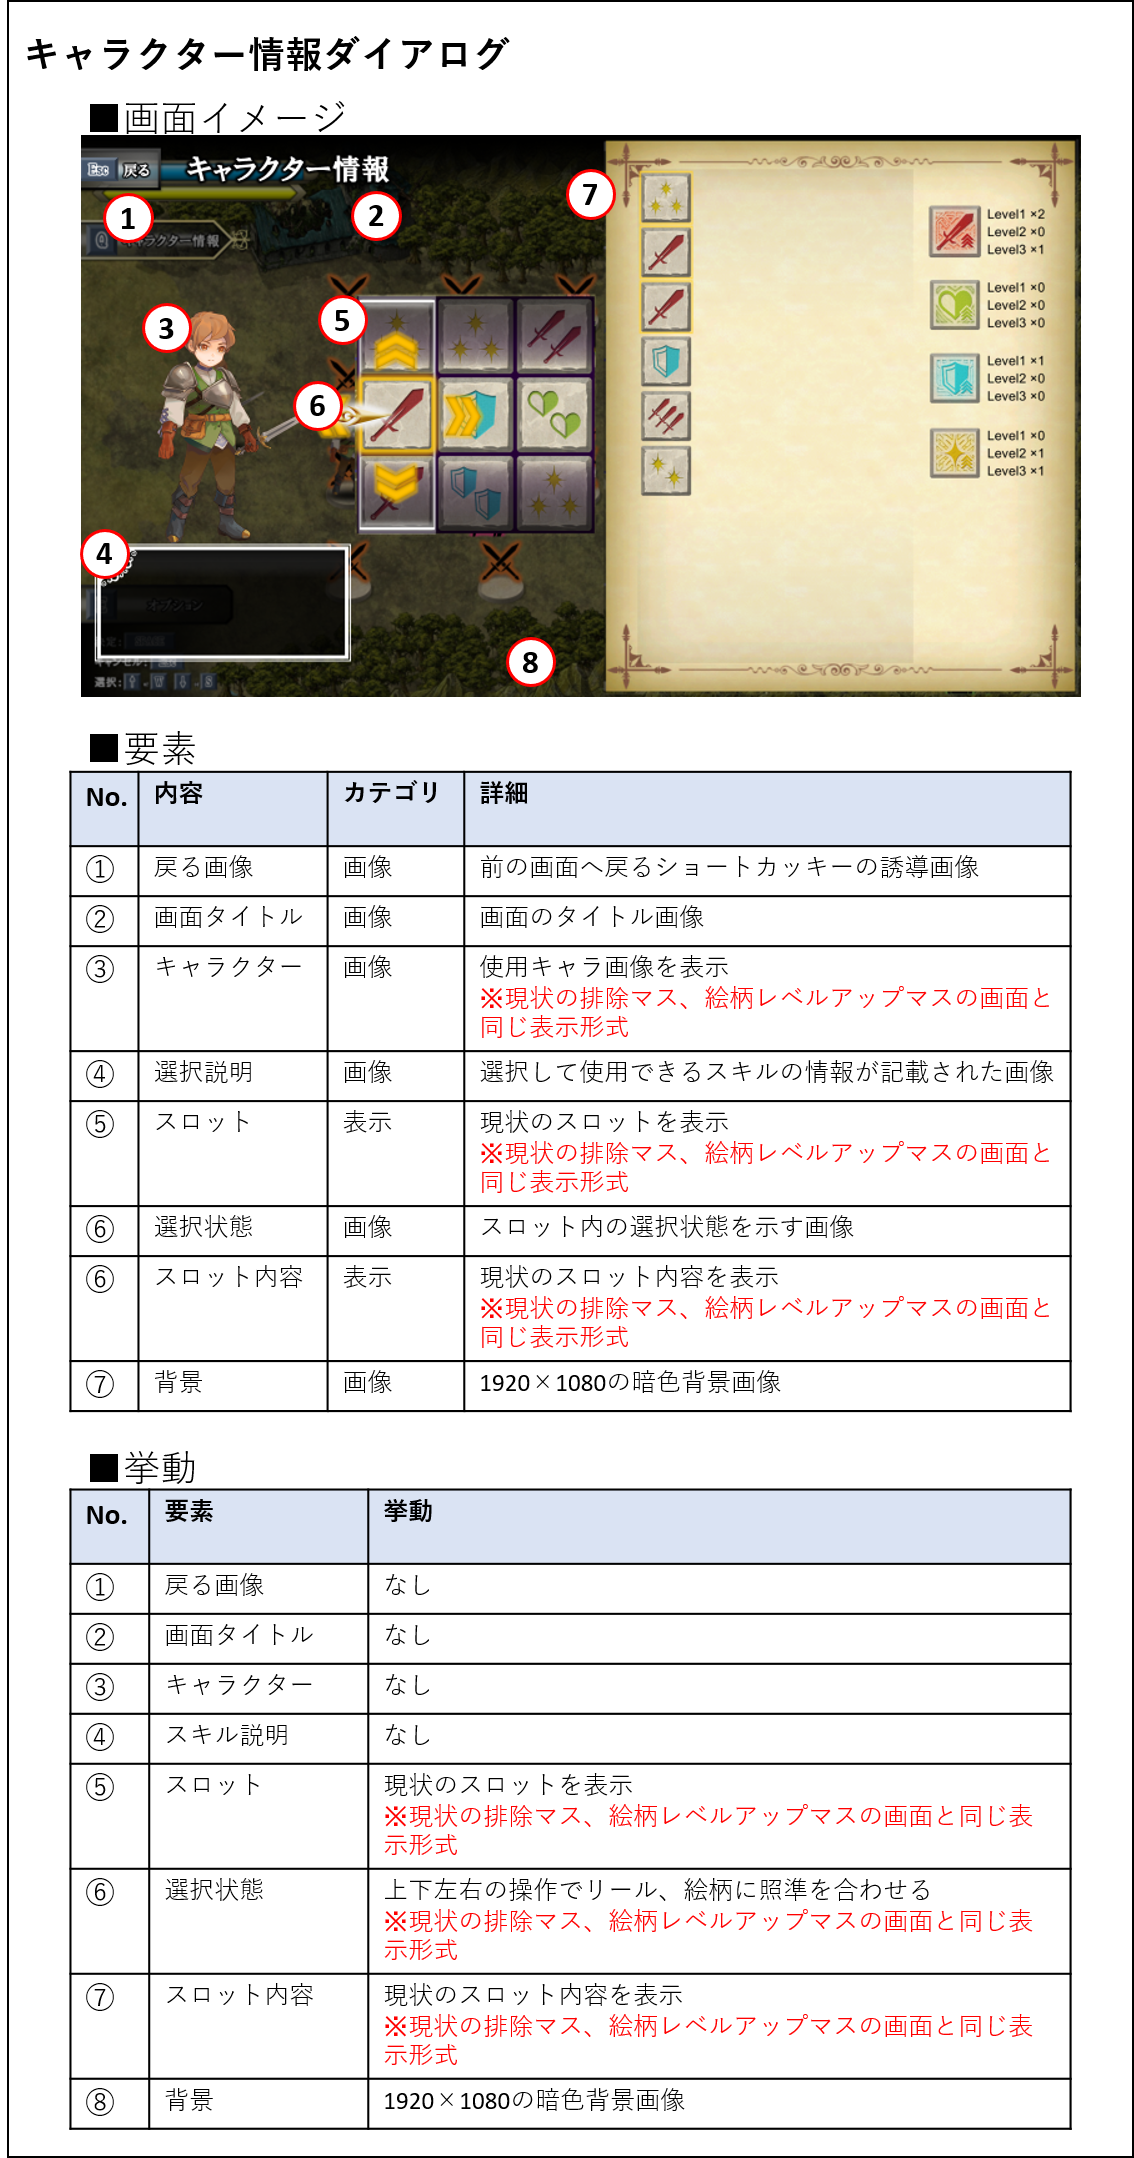 キャラクター情報ダイアログ
■画面イメージ
Esc 戻る
キャラクター情報
1
2
Q キャラクター情報
3
4
オプション
キャンセル:
選択:
5
6
7
Level1 ×2
Level2 ×0
Level3 ×1
Level1 ×0
Level2 ×0
Level3 ×0
Level1 ×1
Level2 ×0
Level3 ×0
Level1 ×0
Level2 ×1
Level3 ×1
8
■要素
No. 内容 カテゴリ 詳細
① 戻る画像 画像 前の画面へ戻るショートカッキーの誘導画像
② 画面タイトル 画像 画面のタイトル画像
③ キャラクター 画像 使用キャラ画像を表示
※現状の排除マス、絵柄レベルアップマスの画面と
同じ表示形式
④ 選択説明 画像 選択して使用できるスキルの情報が記載された画像
⑤ スロット 表示 現状のスロットを表示
※現状の排除マス、絵柄レベルアップマスの画面と
同じ表示形式
⑥ 選択状態 画像 スロット内の選択状態を示す画像
⑥ スロット内容 表示 現状のスロット内容を表示
※現状の排除マス、絵柄レベルアップマスの画面と
同じ表示形式
⑦ 背景 画像 1920×1080の暗色背景画像
■挙動
No. 要素 挙動
① 戻る画像 なし
② 画面タイトル なし
③ キャラクター なし
④ スキル説明 なし
⑤ スロット 現状のスロットを表示
※現状の排除マス、絵柄レベルアップマスの画面と同じ表
示形式
⑥ 選択状態 上下左右の操作でリール、絵柄に照準を合わせる
※現状の排除マス、絵柄レベルアップマスの画面と同じ表
示形式
⑦ スロット内容 現状のスロット内容を表示
※現状の排除マス、絵柄レベルアップマスの画面と同じ表
示形式
⑧ 背景 1920×1080の暗色背景画像